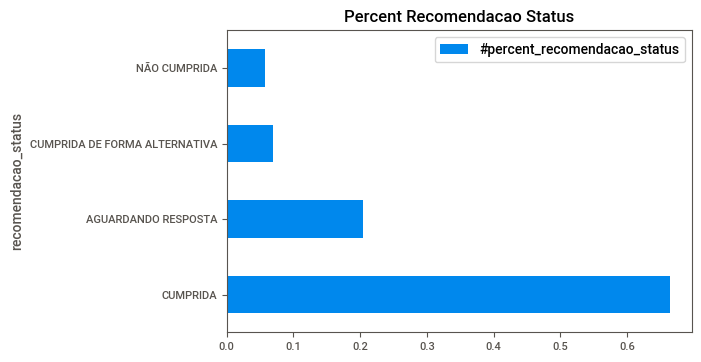 Percent Recomendacao Status
#percent_recomendacao_status
recomendacao_status
NÃO CUMPRIDA
CUMPRIDA DE FORMA ALTERNATIVA
AGUARDANDO RESPOSTA
CUMPRIDA
0.0 0.1 0.2 0.3 0.4 0.5 0.6